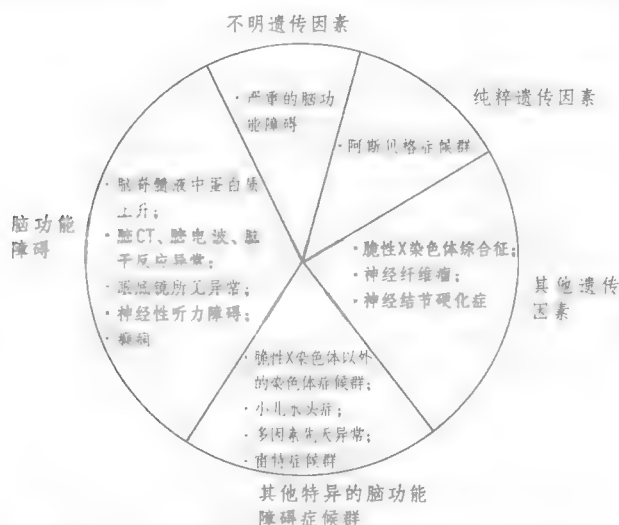 不明遗传因素
·严重的脑功
能障碍
纯粹遗传因素
·阿斯贝格症候群
脑功能
障碍
·脑脊髓液中蛋白质
上升;
·脑CT、脑电波、脑
干反应异常;
·眼底镜所见异常;
·神经性听力障碍;
·癫痫
·脆性X染色体综合征;
·神经纤维瘤;
·神经结节硬化症
其他遗传
因素
·脆性X染色体以外
的染色体症候群;
·小儿水头症;
·多因素先天异常;
症候群
其他特异的脑功能
障碍症候群